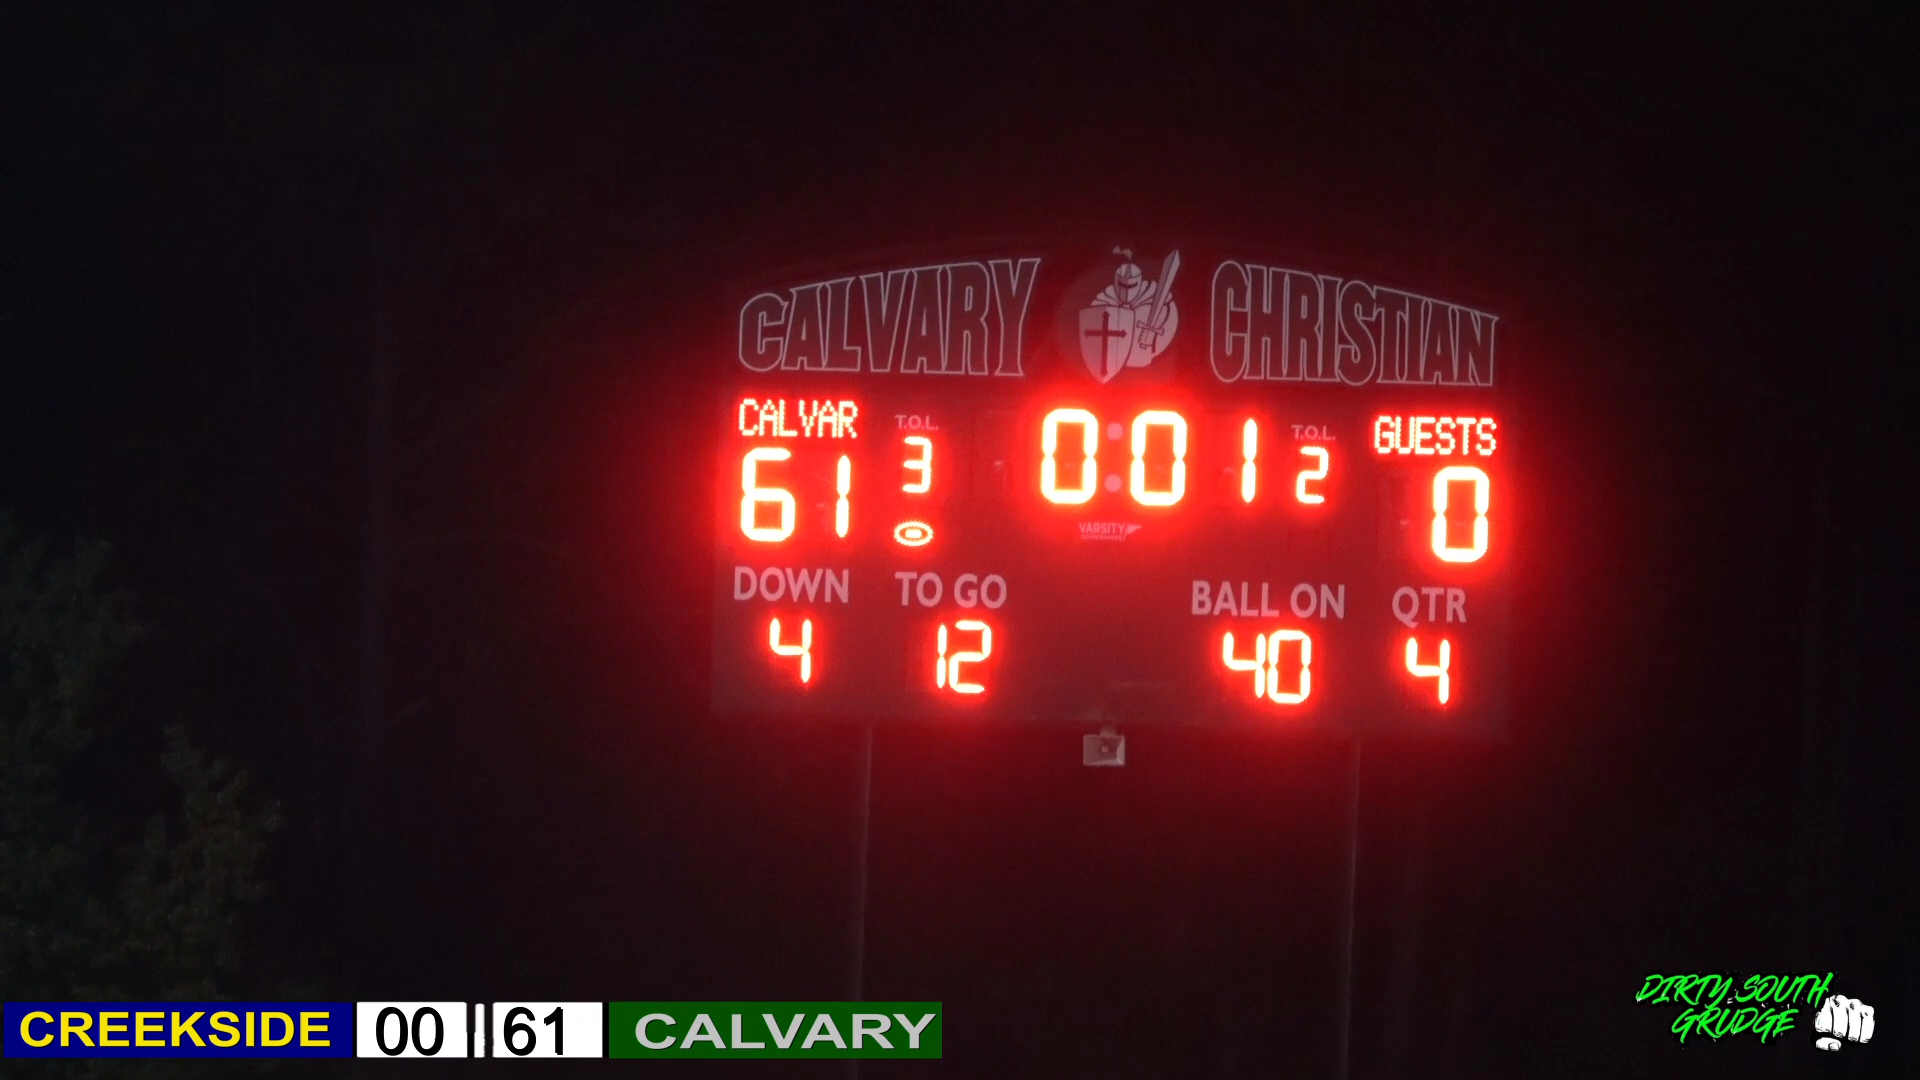 CALVARY CHRISTIAN
CALVAR T.O.L. 0:01 1 T.O.L. GUESTS
61 3 2 0
VARSITY
DOWN TO GO BALL ON QTR
4 12 40 4
CREEKSIDE 00 61 CALVARY
DIRTY SOUTH
GRUDGE